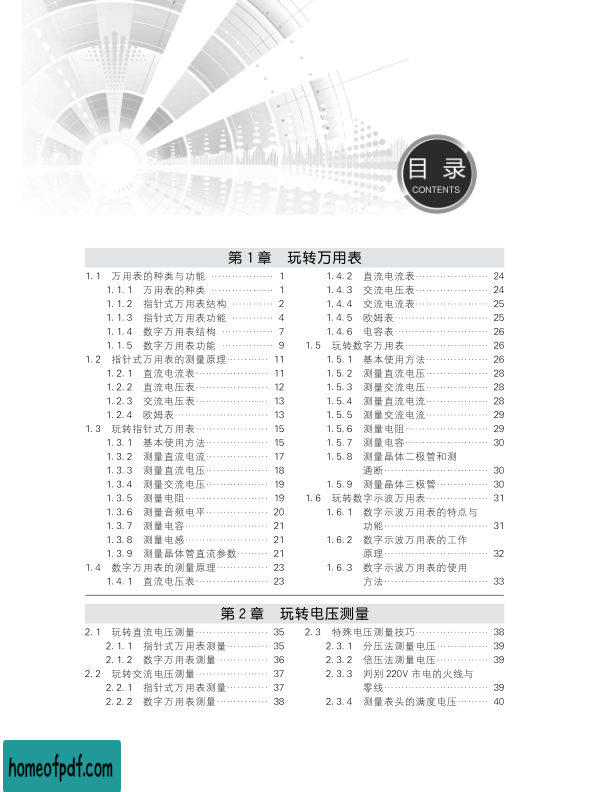 目 录
CONTENTS
第 1 章 玩转万用表
1.1 万用表的种类与功能 ……………… 1
1.1.1 万用表的种类 ……………… 1
1.1.2 指针式万用表结构 ………… 2
1.1.3 指针式万用表功能 ………… 4
1.1.4 数字万用表结构 …………… 7
1.1.5 数字万用表功能 …………… 9
1.2 指针式万用表的测量原理………… 11
1.2.1 直流电流表………………… 11
1.2.2 直流电压表………………… 12
1.2.3 交流电压表………………… 13
1.2.4 欧姆表……………………… 13
1.3 玩转指针式万用表………………… 15
1.3.1 基本使用方法……………… 15
1.3.2 测量直流电流……………… 17
1.3.3 测量直流电压……………… 18
1.3.4 测量交流电压……………… 19
1.3.5 测量电阻…………………… 19
1.3.6 测量音频电平……………… 20
1.3.7 测量电容…………………… 21
1.3.8 测量电感…………………… 21
1.3.9 测量晶体管直流参数……… 21
1.4 数字万用表的测量原理…………… 23
1.4.1 直流电压表………………… 23
1.4.2 直流电流表………………… 24
1.4.3 交流电压表………………… 24
1.4.4 交流电流表………………… 25
1.4.5 欧姆表……………………… 25
1.4.6 电容表……………………… 26
1.5 玩转数字万用表…………………… 26
1.5.1 基本使用方法……………… 26
1.5.2 测量直流电压……………… 28
1.5.3 测量交流电压……………… 28
1.5.4 测量直流电流……………… 28
1.5.5 测量交流电流……………… 29
1.5.6 测量电阻…………………… 29
1.5.7 测量电容…………………… 30
1.5.8 测量晶体二极管和测
通断………………………… 30
1.5.9 测量晶体三极管…………… 30
1.6 玩转数字示波万用表……………… 31
1.6.1 数字示波万用表的特点与
功能………………………… 31
1.6.2 数字示波万用表的工作
原理………………………… 32
1.6.3 数字示波万用表的使用
方法………………………… 33
第 2 章 玩转电压测量
2.1 玩转直流电压测量………………… 35
2.1.1 指针式万用表测量………… 35
2.1.2 数字万用表测量…………… 36
2.2 玩转交流电压测量………………… 37
2.2.1 指针式万用表测量………… 37
2.2.2 数字万用表测量…………… 38
2.3 特殊电压测量技巧………………… 38
2.3.1 分压法测量电压…………… 39
2.3.2 倍压法测量电压…………… 39
2.3.3 判别 220V 市电的火线与
零线………………………… 39
2.3.4 测量表头的满度电压……… 40
homeofpdf.com